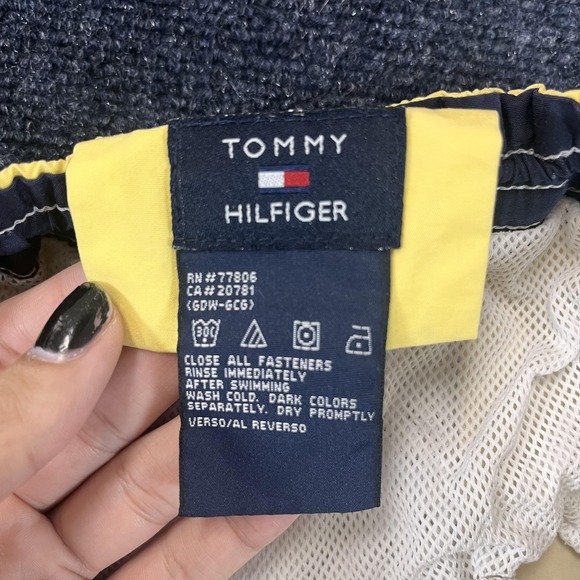 TOMMY
HILFIGER
RN#77806
CA#20781
(GDW-GCG)
30C
CLOSE ALL FASTENERS
RINSE IMMEDIATELY
AFTER SWIMMING
WASH COLD. DARK COLORS
SEPARATELY. DRY PROMPTLY
VERSO/AL REVERSO